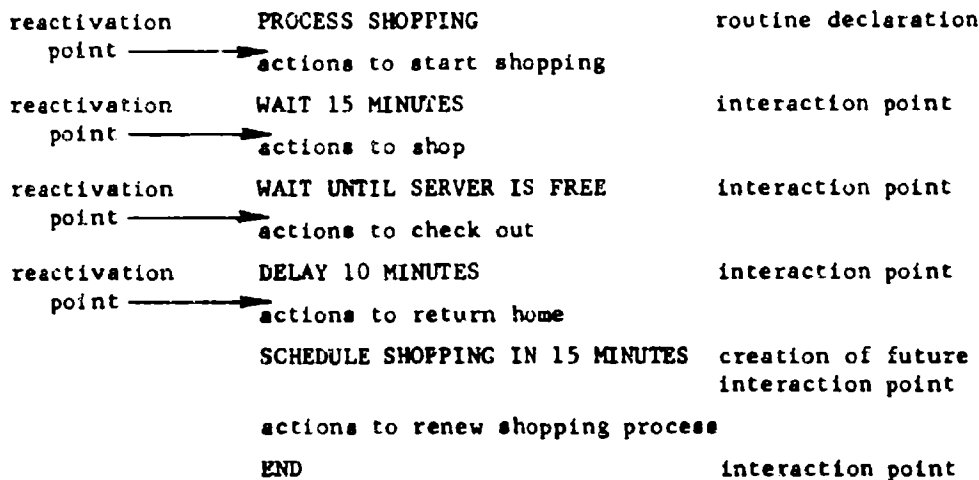 reactivation PROCESS SHOPPING routine declaration
point
actions to start shopping
reactivation WAIT 15 MINUTES interaction point
point
actions to shop
reactivation WAIT UNTIL SERVER IS FREE interaction point
point
actions to check out
reactivation DELAY 10 MINUTES interaction point
point
actions to return home
SCHEDULE SHOPPING IN 15 MINUTES creation of future
interaction point
actions to renew shopping process
END interaction point